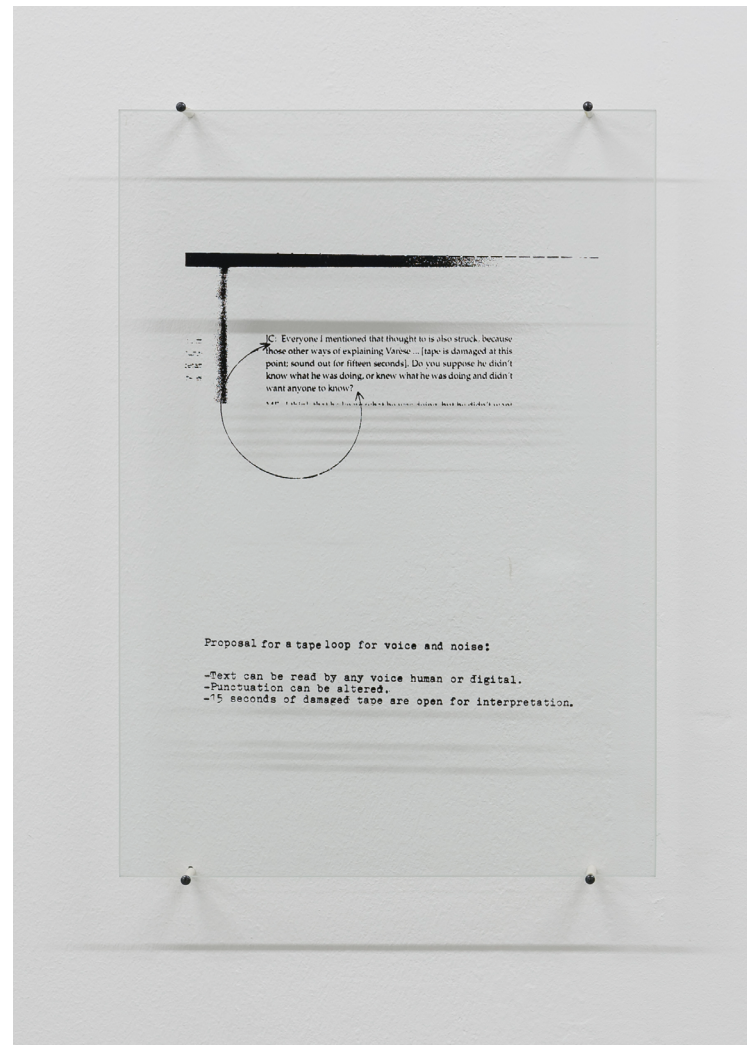 JC: Everyone I mentioned that thought to is also struck, because
those other ways of explaining Varese ... [tape is damaged at this
point; sound out for fifteen seconds]. Do you suppose he didn't
know what he was doing, or knew what he was doing and didn't
want anyone to know?
Proposal for a tape loop for voice and noise:
-Text can be read by any voice human or digital.
-Punctuation can be altered.
-15 seconds of damaged tape are open for interpretation.